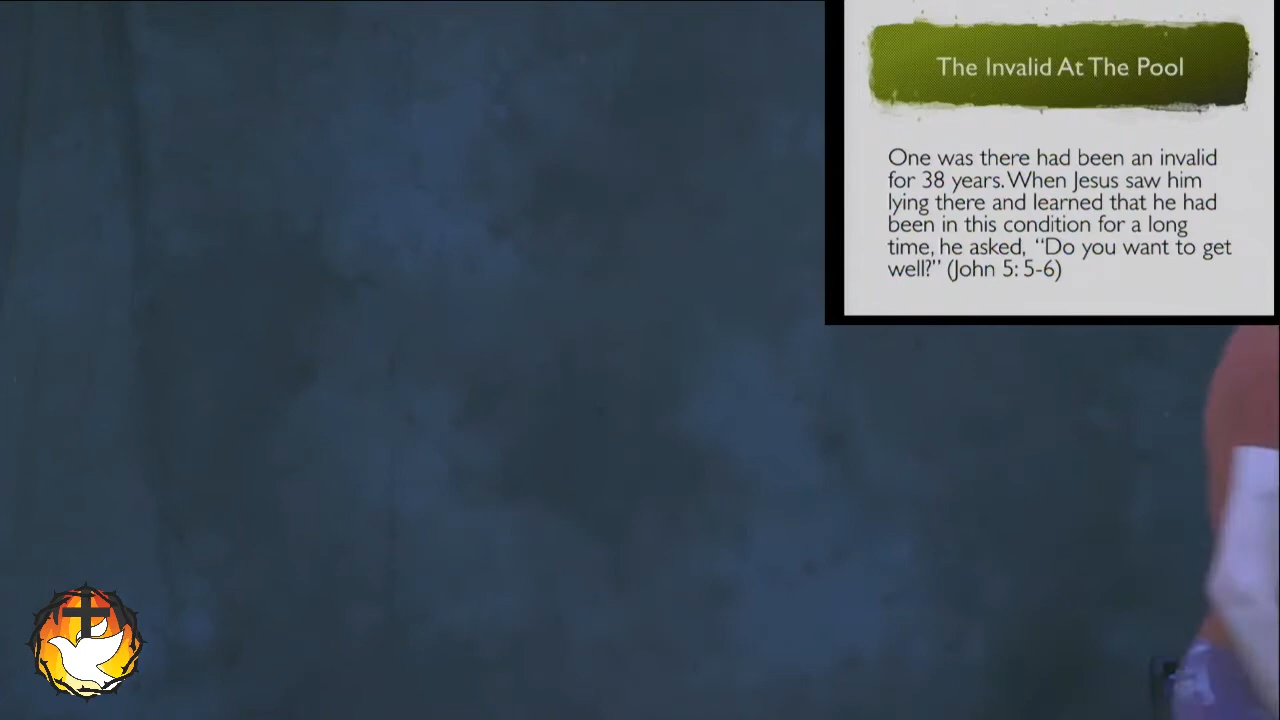 The Invalid At The Pool
One was there had been an invalid
for 38 years. When Jesus saw him
lying there and learned that he had
been in this condition for a long
time, he asked, “Do you want to get
well?” (John 5: 5-6)